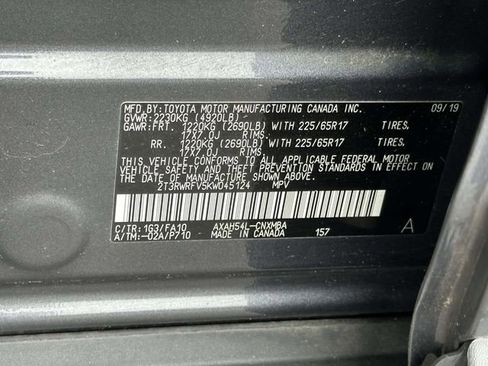 MFD.BY:TOYOTA MOTOR MANUFACTURING CANADA INC. 09/19
GVWR:2230KG (4920LB)
GAWR:FRT. 1220KG (2690LB) WITH 225/65R17 TIRES,
17X7.0J RIMS.
RR. 1220KG (2690LB) WITH 225/65R17 TIRES,
17X7.0J RIMS.
THIS VEHICLE CONFORMS TO ALL APPLICABLE FEDERAL MOTOR
VEHICLE SAFETY STANDARDS IN EFFECT ON THE DATE OF
MANUFACTURE SHOWN ABOVE.
2T3RWRFV5KW045124 MPV
C/TR:1G3/FA10 AXAH54L-CNXMBA
A/TM:-02A/P710 MADE IN CANADA 157 A